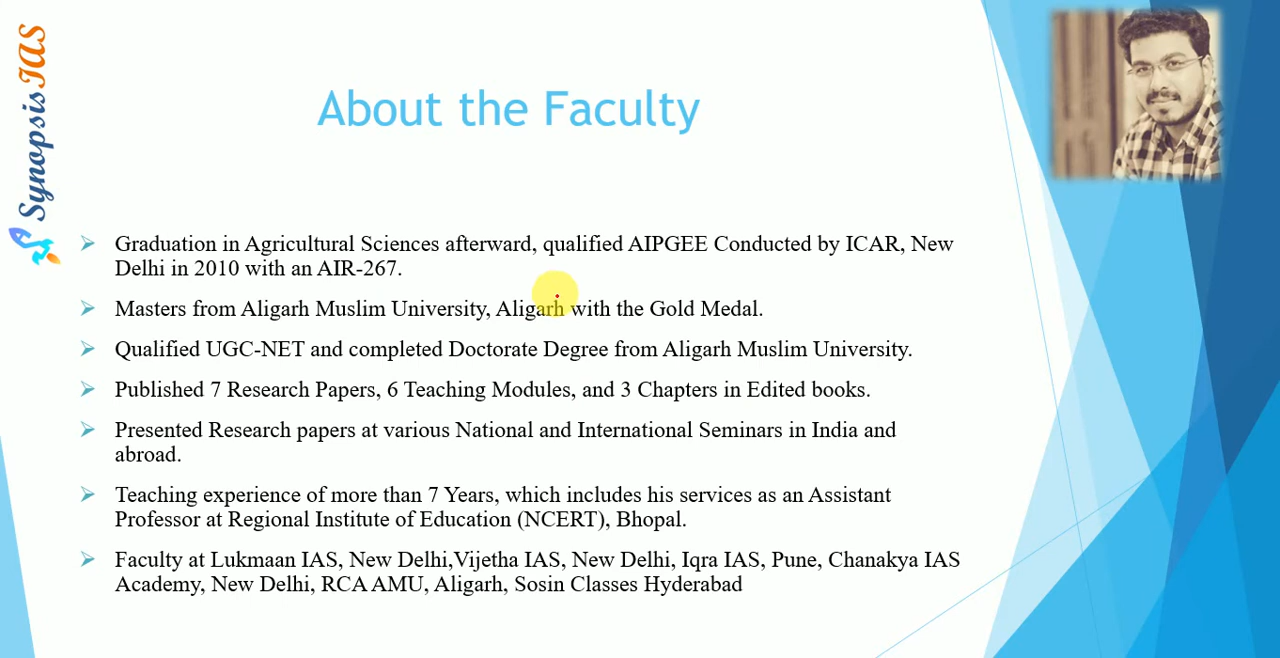 Synopsis IAS
About the Faculty
Graduation in Agricultural Sciences afterward, qualified AIPGEE Conducted by ICAR, New
Delhi in 2010 with an AIR-267.
Masters from Aligarh Muslim University, Aligarh with the Gold Medal.
Qualified UGC-NET and completed Doctorate Degree from Aligarh Muslim University.
Published 7 Research Papers, 6 Teaching Modules, and 3 Chapters in Edited books.
Presented Research papers at various National and International Seminars in India and
abroad.
Teaching experience of more than 7 Years, which includes his services as an Assistant
Professor at Regional Institute of Education (NCERT), Bhopal.
Faculty at Lukmaan IAS, New Delhi,Vijetha IAS, New Delhi, Iqra IAS, Pune, Chanakya IAS
Academy, New Delhi, RCA AMU, Aligarh, Sosin Classes Hyderabad